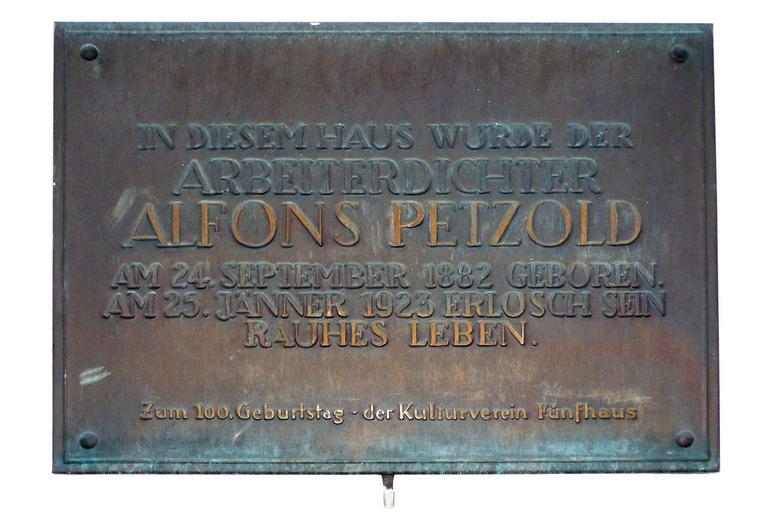 IN DIESEM HAUS WURDE DER
ARBEITERDICHTER
ALFONS PETZOLD
AM 24. SEPTEMBER 1882 GEBOREN.
AM 25. JÄNNER 1923 ERLOSCH SEIN
RAUHES LEBEN.
Zum 100. Geburtstag - der Kulturverein Fünfhaus